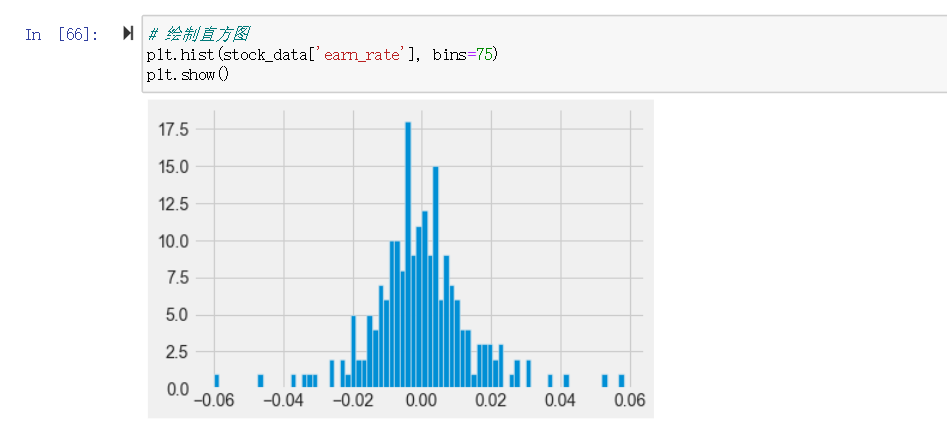 In [66]:
# 绘制直方图
plt.hist(stock_data['earn_rate'], bins=75)
plt.show()
17.5
15.0
12.5
10.0
7.5
5.0
2.5
0.0
−0.06 −0.04 −0.02 0.00 0.02 0.04 0.06